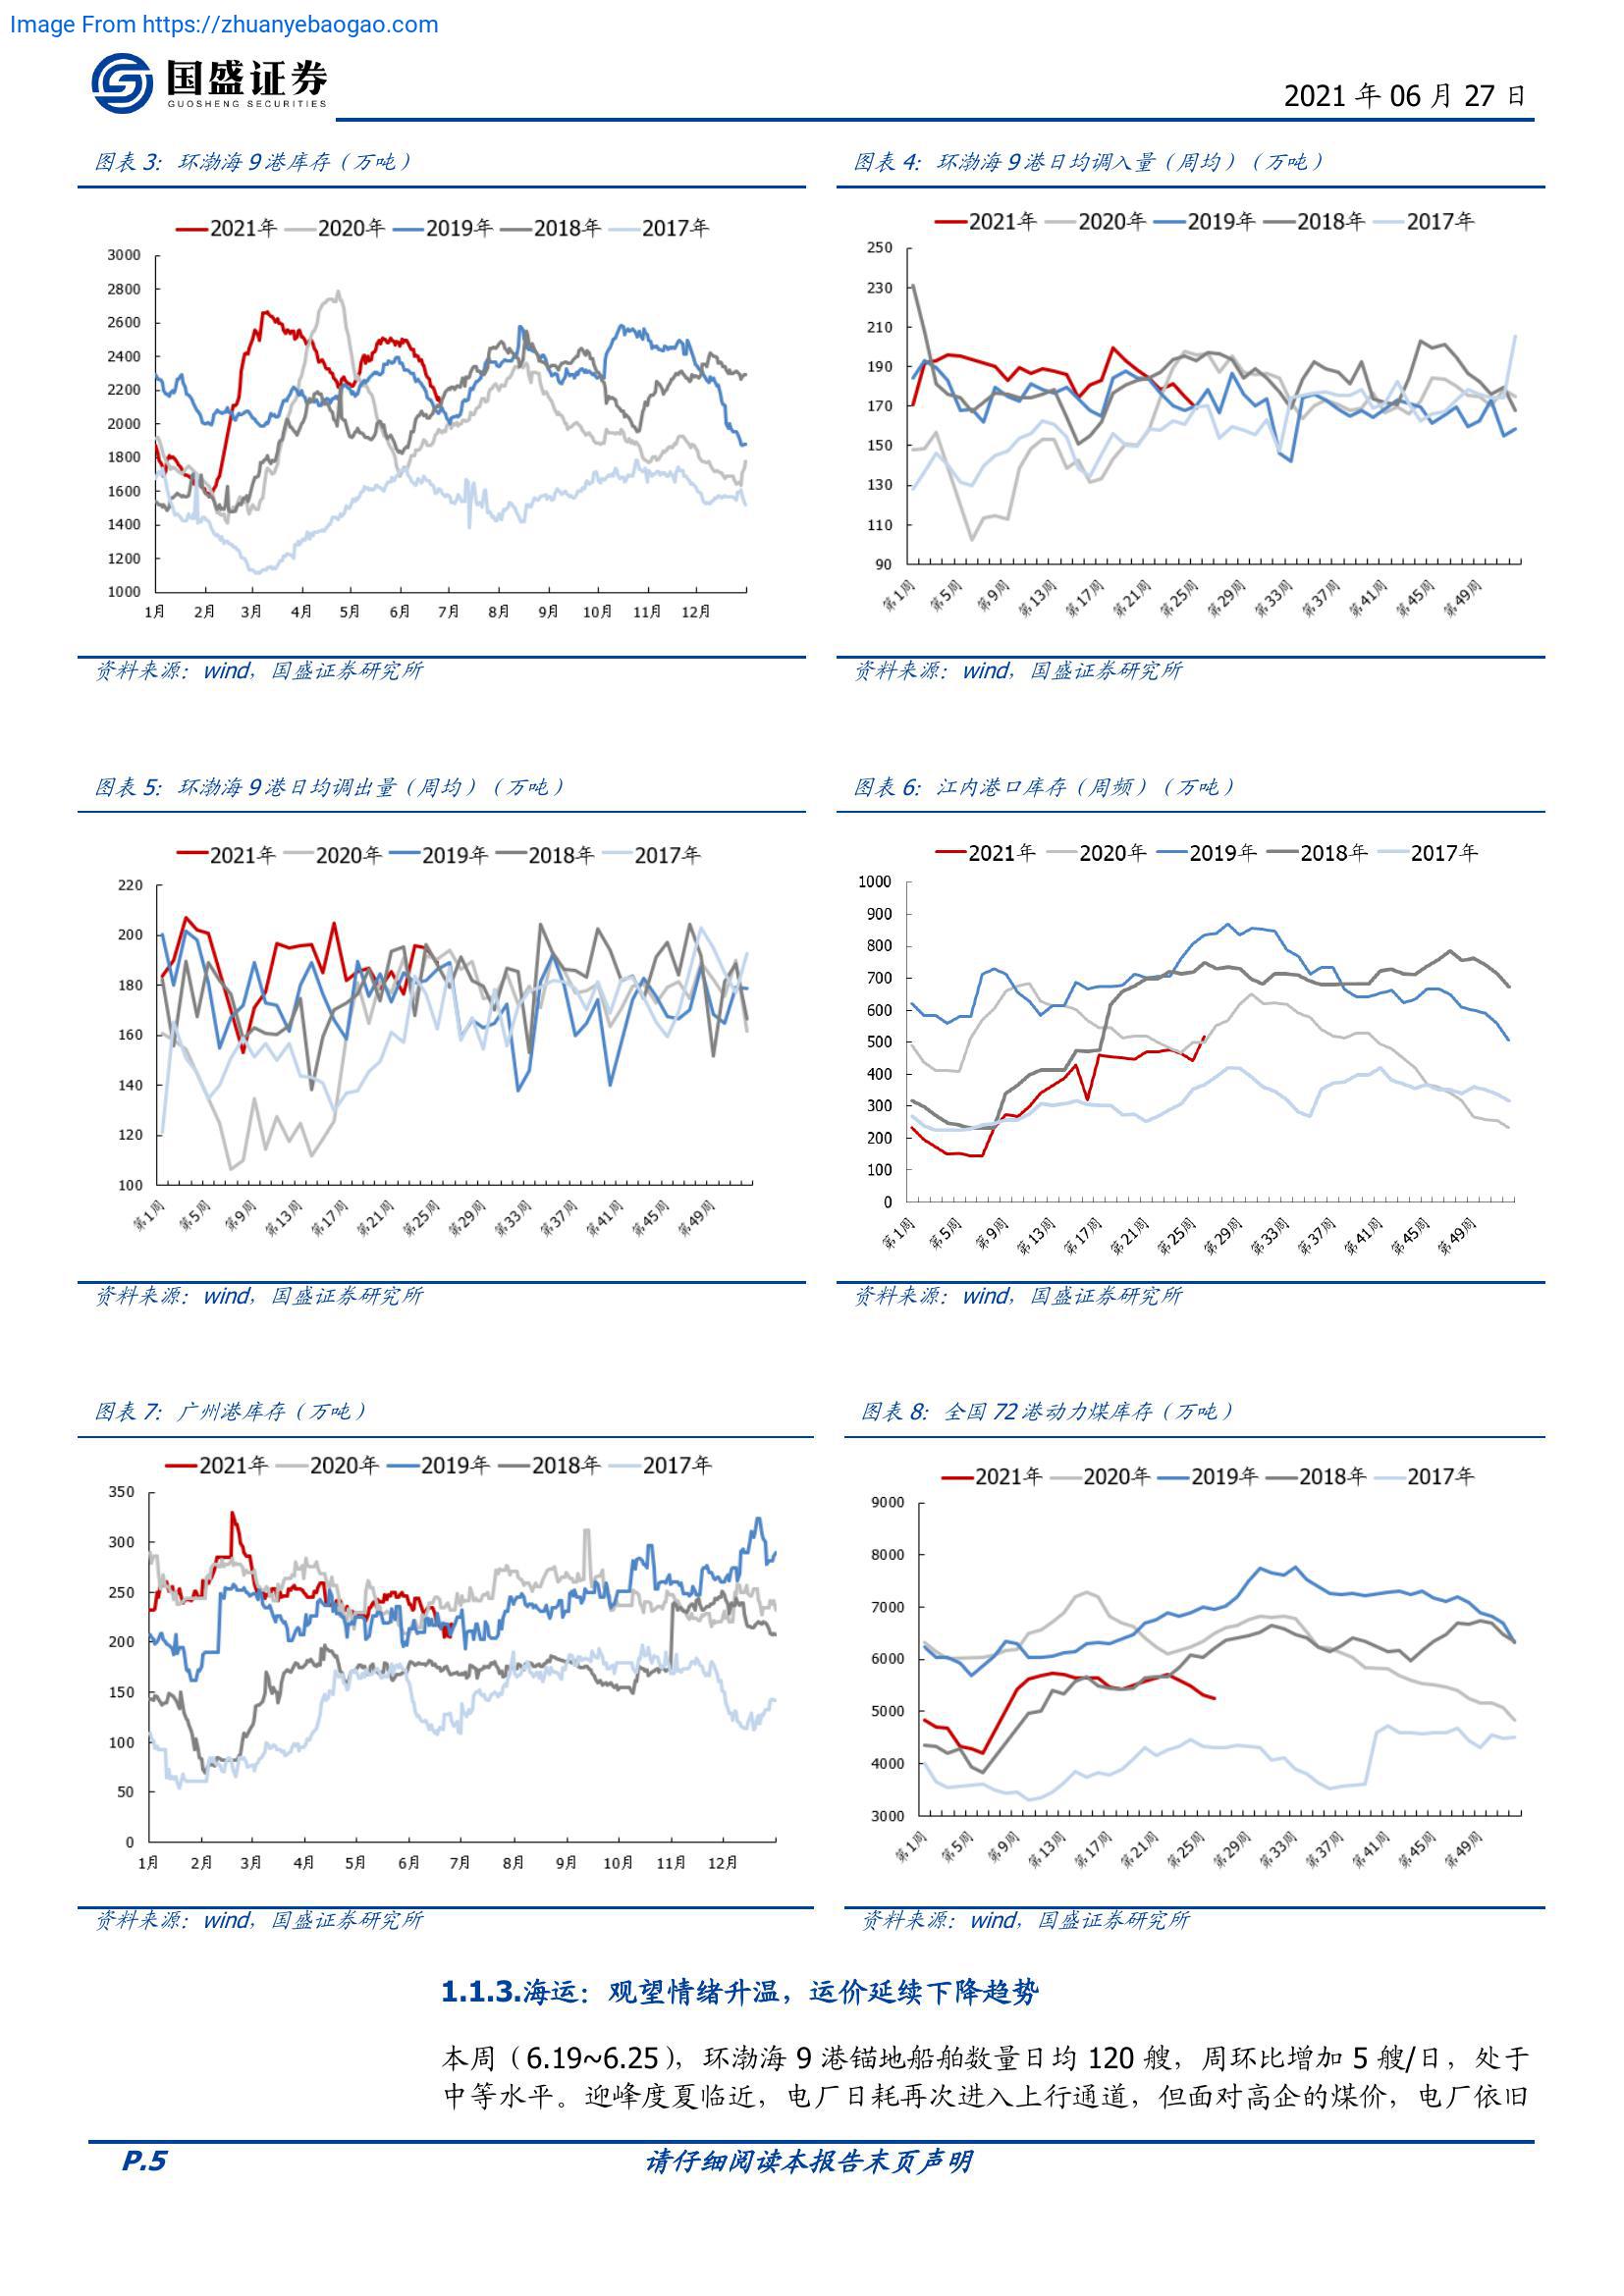 Image From https://zhuanyebaogao.com
国盛证券
GUOSHENG SECURITIES
2021 年 06 月 27 日
图表 3：环渤海 9 港库存（万吨）
2021年 2020年 2019年 2018年 2017年
3000
2800
2600
2400
2200
2000
1800
1600
1400
1200
1000
1月 2月 3月 4月 5月 6月 7月 8月 9月 10月 11月 12月
资料来源：wind，国盛证券研究所
图表 4：环渤海 9 港日均调入量（周均）（万吨）
2021年 2020年 2019年 2018年 2017年
250
230
210
190
170
150
130
110
90
第1周 第5周 第9周 第13周 第17周 第21周 第25周 第29周 第33周 第37周 第41周 第45周 第49周
资料来源：wind，国盛证券研究所
图表 5：环渤海 9 港日均调出量（周均）（万吨）
2021年 2020年 2019年 2018年 2017年
220
200
180
160
140
120
100
第1周 第5周 第9周 第13周 第17周 第21周 第25周 第29周 第33周 第37周 第41周 第45周 第49周
资料来源：wind，国盛证券研究所
图表 6：江内港口库存（周频）（万吨）
2021年 2020年 2019年 2018年 2017年
1000
900
800
700
600
500
400
300
200
100
0
第1周 第5周 第9周 第13周 第17周 第21周 第25周 第29周 第33周 第37周 第41周 第45周 第49周
资料来源：wind，国盛证券研究所
图表 7：广州港库存（万吨）
2021年 2020年 2019年 2018年 2017年
350
300
250
200
150
100
50
0
1月 2月 3月 4月 5月 6月 7月 8月 9月 10月 11月 12月
资料来源：wind，国盛证券研究所
图表 8：全国 72 港动力煤库存（万吨）
2021年 2020年 2019年 2018年 2017年
9000
8000
7000
6000
5000
4000
3000
第1周 第5周 第9周 第13周 第17周 第21周 第25周 第29周 第33周 第37周 第41周 第45周 第49周
资料来源：wind，国盛证券研究所
1.1.3.海运：观望情绪升温，运价延续下降趋势
本周（6.19~6.25），环渤海 9 港锚地船舶数量日均 120 艘，周环比增加 5 艘/日，处于
中等水平。迎峰度夏临近，电厂日耗再次进入上行通道，但面对高企的煤价，电厂依旧
P.5
请仔细阅读本报告末页声明